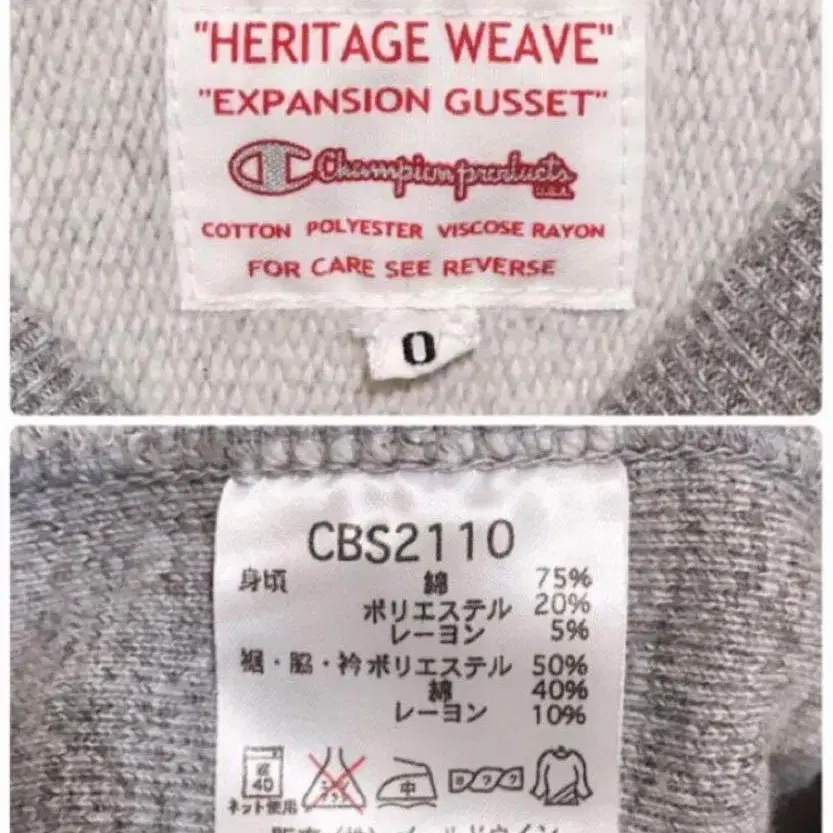 "HERITAGE WEAVE"
"EXPANSION GUSSET"
Champion products
U.S.A.
COTTON POLYESTER VISCOSE RAYON
FOR CARE SEE REVERSE
0
CBS2110
身頃 綿 75%
ポリエステル 20%
レーヨン 5%
裾・脇・衿 ポリエステル 50%
綿 40%
レーヨン 10%
40 中
ネット使用